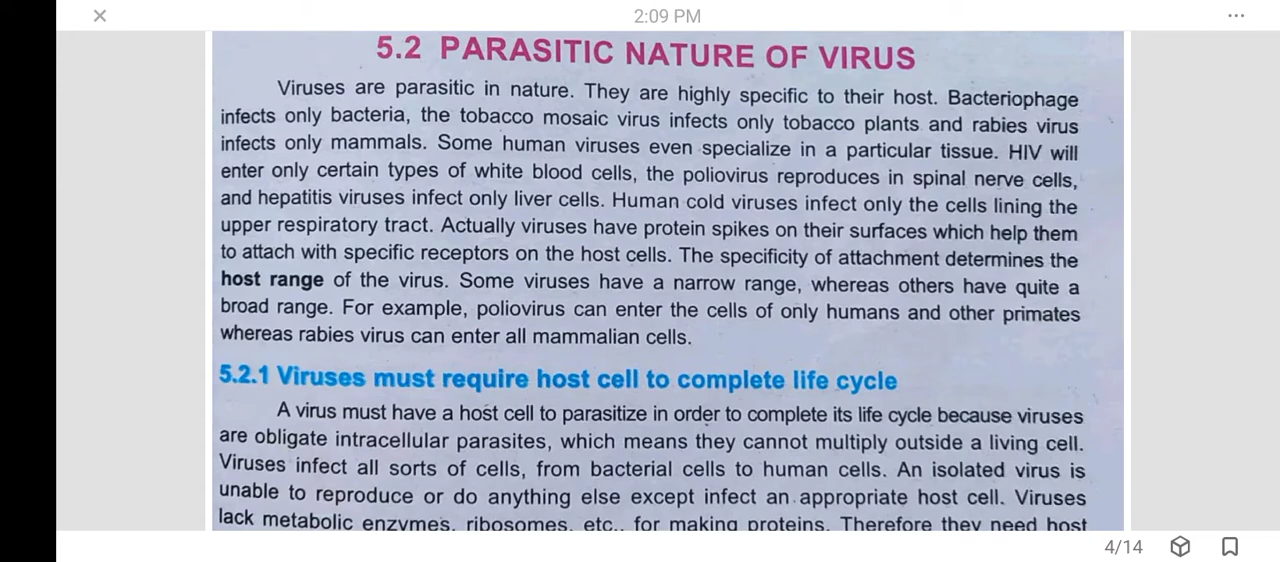 2:09 PM
5.2 PARASITIC NATURE OF VIRUS
Viruses are parasitic in nature. They are highly specific to their host. Bacteriophage
infects only bacteria, the tobacco mosaic virus infects only tobacco plants and rabies virus
infects only mammals. Some human viruses even specialize in a particular tissue. HIV will
enter only certain types of white blood cells, the poliovirus reproduces in spinal nerve cells,
and hepatitis viruses infect only liver cells. Human cold viruses infect only the cells lining the
upper respiratory tract. Actually viruses have protein spikes on their surfaces which help them
to attach with specific receptors on the host cells. The specificity of attachment determines the
host range of the virus. Some viruses have a narrow range, whereas others have quite a
broad range. For example, poliovirus can enter the cells of only humans and other primates
whereas rabies virus can enter all mammalian cells.
5.2.1 Viruses must require host cell to complete life cycle
A virus must have a host cell to parasitize in order to complete its life cycle because viruses
are obligate intracellular parasites, which means they cannot multiply outside a living cell.
Viruses infect all sorts of cells, from bacterial cells to human cells. An isolated virus is
unable to reproduce or do anything else except infect an appropriate host cell. Viruses
lack metabolic enzymes, ribosomes, etc., for making proteins. Therefore they need host
4/14